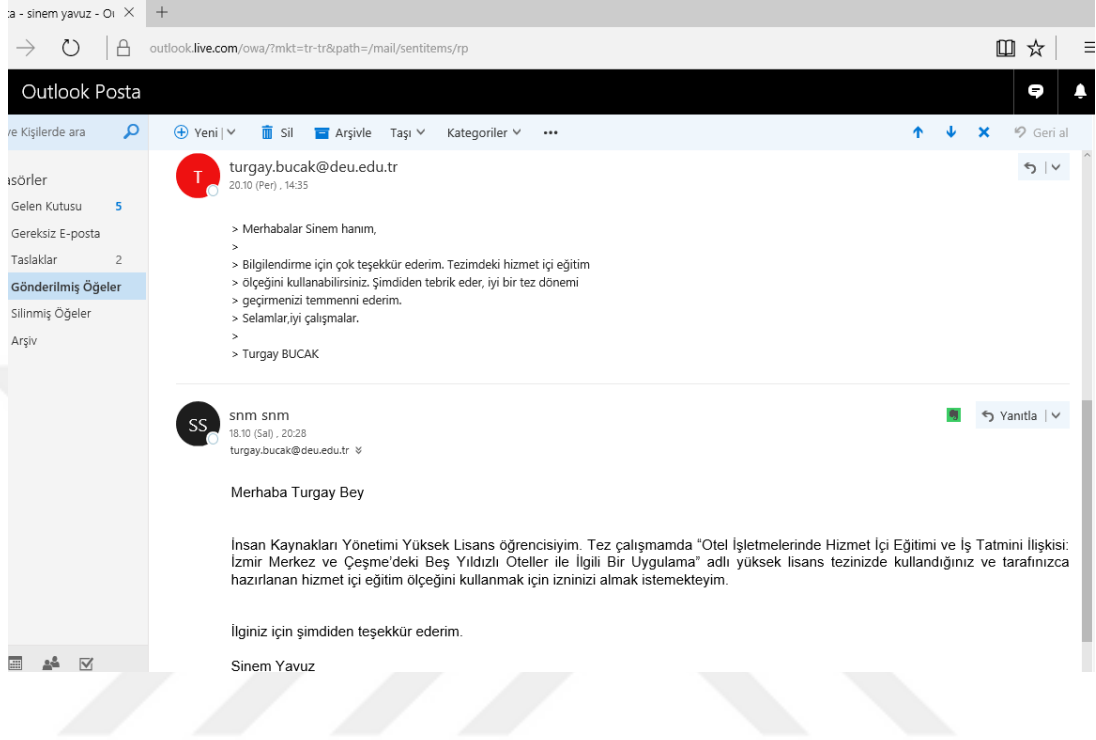 ta - sinem yavuz - Ou
outlook.live.com/owa/?mkt=tr-tr&path=/mail/sentitems/rp
Outlook Posta
ve Kişilerde ara
Yeni
Sil
Arşivle
Taşı
Kategoriler
Geri al
asörler
Gelen Kutusu 5
Gereksiz E-posta
Taslaklar 2
Gönderilmiş Öğeler
Silinmiş Öğeler
Arşiv
T
turgay.bucak@deu.edu.tr
20.10 (Per) , 14:35
> Merhabalar Sinem hanım,
>
> Bilgilendirme için çok teşekkür ederim. Tezimdeki hizmet içi eğitim
> ölçeğini kullanabilirsiniz. Şimdiden tebrik eder, iyi bir tez dönemi
> geçirmenizi temmenni ederim.
> Selamlar,iyi çalışmalar.
>
> Turgay BUCAK
SS
snm snm
18.10 (Sal) , 20:28
turgay.bucak@deu.edu.tr
Yanıtla
Merhaba Turgay Bey
İnsan Kaynakları Yönetimi Yüksek Lisans öğrencisiyim. Tez çalışmamda “Otel İşletmelerinde Hizmet İçi Eğitimi ve İş Tatmini İlişkisi:
İzmir Merkez ve Çeşme’deki Beş Yıldızlı Oteller ile İlgili Bir Uygulama” adlı yüksek lisans tezinizde kullandığınız ve tarafınızca
hazırlanan hizmet içi eğitim ölçeğini kullanmak için izninizi almak istemekteyim.
İlginiz için şimdiden teşekkür ederim.
Sinem Yavuz